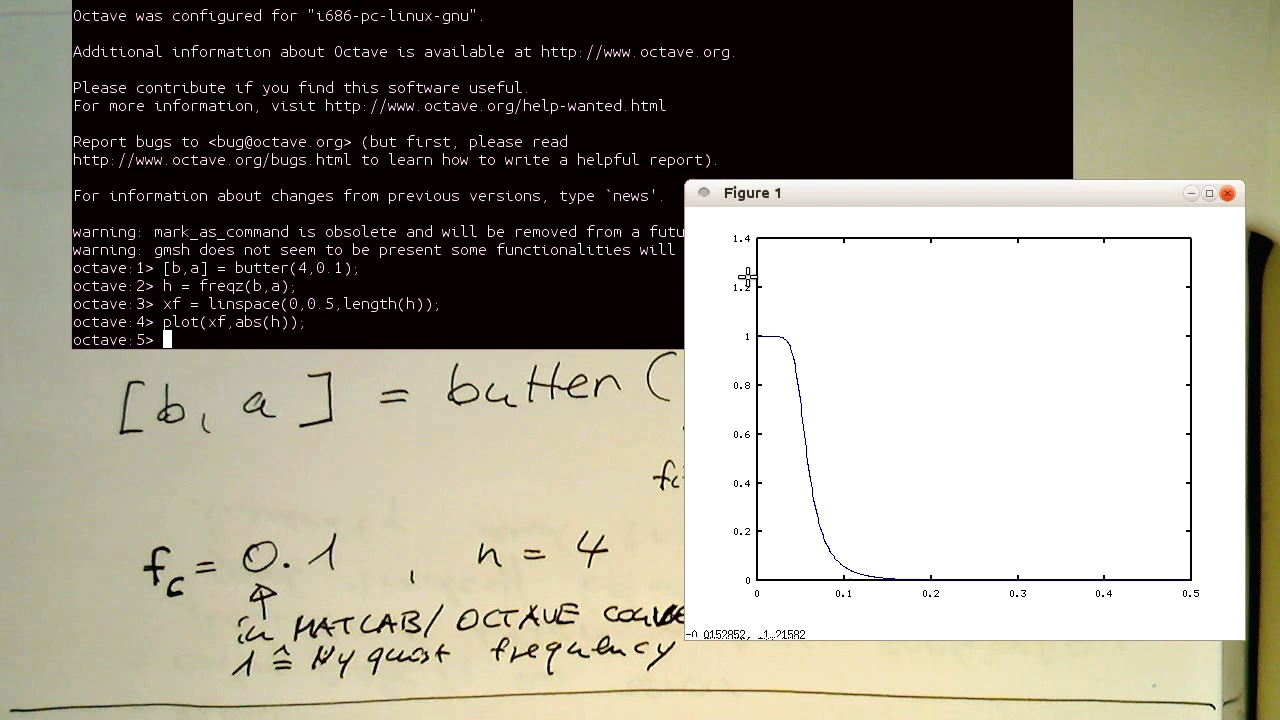 Octave was configured for "i686-pc-linux-gnu".
Additional information about Octave is available at http://www.octave.org.
Please contribute if you find this software useful.
For more information, visit http://www.octave.org/help-wanted.html
Report bugs to <bug@octave.org> (but first, please read
http://www.octave.org/bugs.html to learn how to write a helpful report).
For information about changes from previous versions, type `news'.
warning: mark_as_command is obsolete and will be removed from a futu
warning: gmsh does not seem to be present some functionalities will
octave:1> [b,a] = butter(4,0.1);
octave:2> h = freqz(b,a);
octave:3> xf = linspace(0,0.5,length(h));
octave:4> plot(xf,abs(h));
octave:5>
Figure 1
1.4
1.2
1
0.8
0.6
0.4
0.2
0
0 0.1 0.2 0.3 0.4 0.5
[b, a] = butter (
fc = 0.1 , n = 4
in MATLAB/OCTAVE
1 ≙ Nyquist frequency